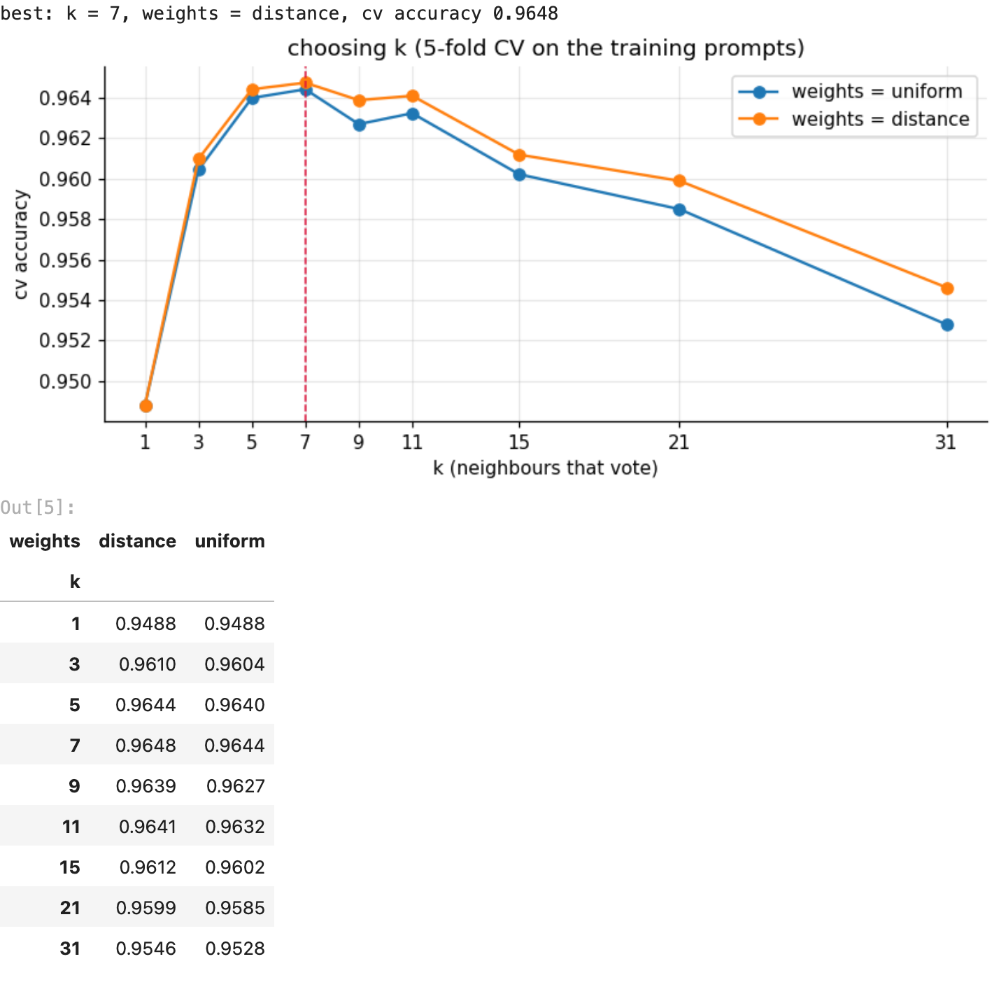 best: k = 7, weights = distance, cv accuracy 0.9648
choosing k (5-fold CV on the training prompts)
cv accuracy
0.964
0.962
0.960
0.958
0.956
0.954
0.952
0.950
weights = uniform
weights = distance
1 3 5 7 9 11 15 21 31
k (neighbours that vote)
Out[5]:
weights distance uniform
k
1 0.9488 0.9488
3 0.9610 0.9604
5 0.9644 0.9640
7 0.9648 0.9644
9 0.9639 0.9627
11 0.9641 0.9632
15 0.9612 0.9602
21 0.9599 0.9585
31 0.9546 0.9528